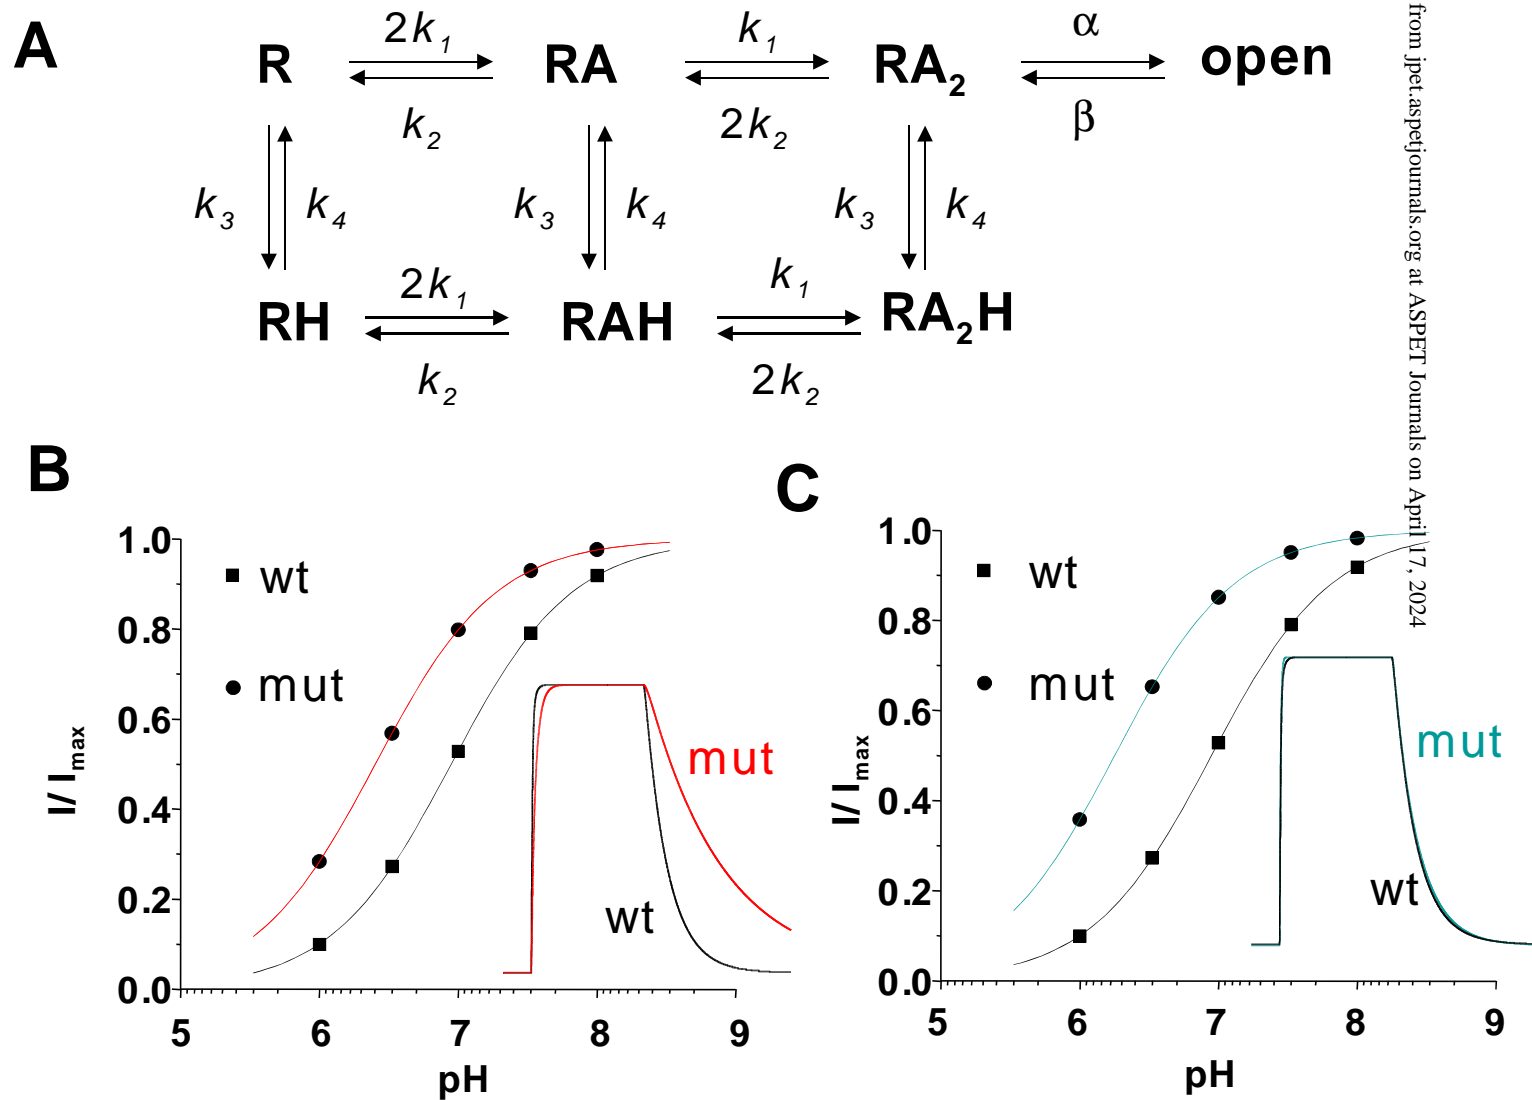 A
R 2k1 k2 RA k1 2k2 RA2 α β open
k3 k4 k3 k4 k3 k4
RH 2k1 k2 RAH k1 2k2 RA2H
B
I/ Imax
1.0
0.8
0.6
0.4
0.2
0.0
5 6 7 8 9
pH
wt
mut
mut
wt
C
I/ Imax
1.0
0.8
0.6
0.4
0.2
0.0
5 6 7 8 9
pH
wt
mut
mut
wt
from jpet.aspetjournals.org at ASPET Journals on April 17, 2024